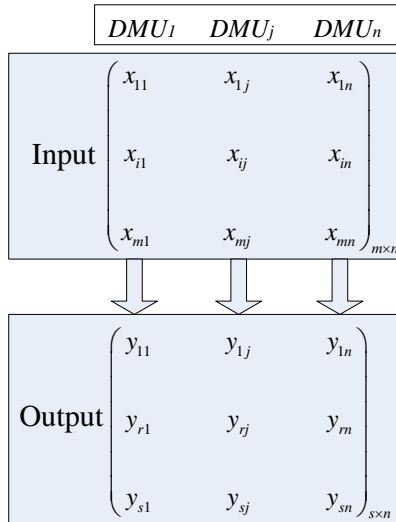 DMU₁ DMUⱼ DMUₙ
x₁₁ x₁ⱼ x₁ₙ
Input xᵢ₁ xᵢⱼ xᵢₙ
xₘ₁ xₘⱼ xₘₙ m×n
y₁₁ y₁ⱼ y₁ₙ
Output yᵣ₁ yᵣⱼ yᵣₙ
yₛ₁ yₛⱼ yₛₙ s×n